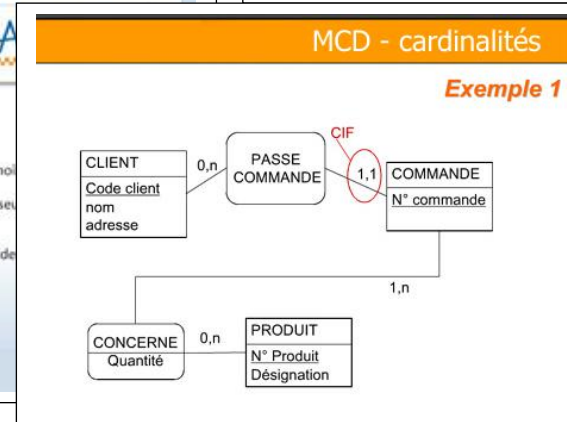 MCD - cardinalités
Exemple 1
CIF
CLIENT
Code client
nom
adresse
0,n
PASSE
COMMANDE
1,1
COMMANDE
N° commande
1,n
CONCERNE
Quantité
0,n
PRODUIT
N° Produit
Désignation